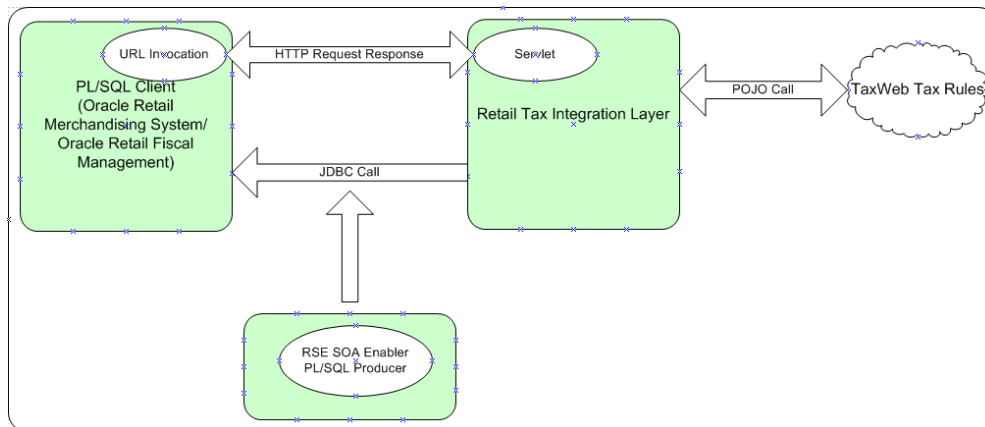 URL Invocation
HTTP Request Response
Servlet
PL/SQL Client
(Oracle Retail
Merchandising System/
Oracle Retail Fiscal
Management)
Retail Tax Integration Layer
POJO Call
TaxWeb Tax Rules
JDBC Call
RSE SOA Enabler
PL/SQL Producer